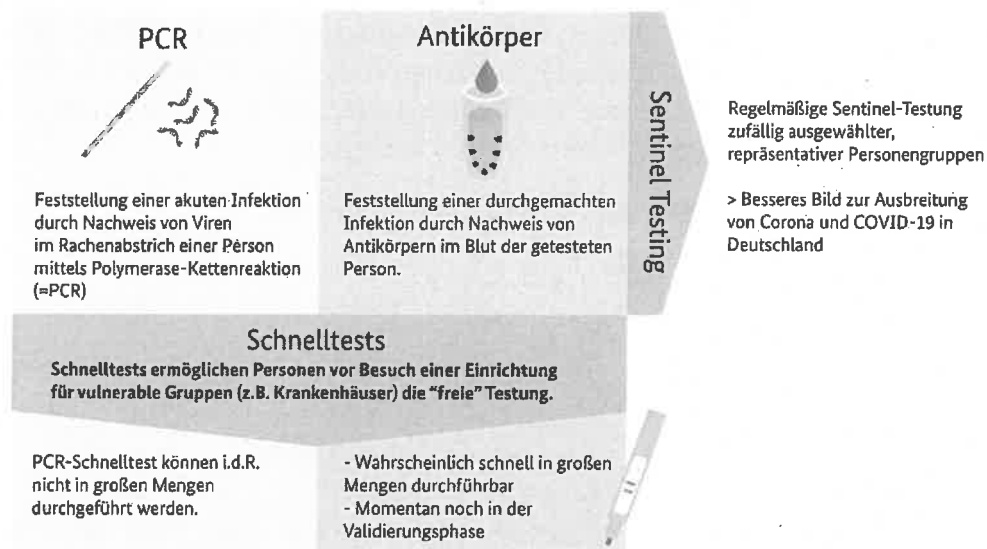 PCR
Feststellung einer akuten Infektion
durch Nachweis von Viren
im Rachenabstrich einer Person
mittels Polymerase-Kettenreaktion
(=PCR)
Antikörper
Feststellung einer durchgemachten
Infektion durch Nachweis von
Antikörpern im Blut der getesteten
Person.
Sentinel Testing
Regelmäßige Sentinel-Testung
zufällig ausgewählter,
repräsentativer Personengruppen
> Besseres Bild zur Ausbreitung
von Corona und COVID-19 in
Deutschland
Schnelltests
Schnelltests ermöglichen Personen vor Besuch einer Einrichtung
für vulnerable Gruppen (z.B. Krankenhäuser) die "freie" Testung.
PCR-Schnelltest können i.d.R.
nicht in großen Mengen
durchgeführt werden.
- Wahrscheinlich schnell in großen
Mengen durchführbar
- Momentan noch in der
Validierungsphase